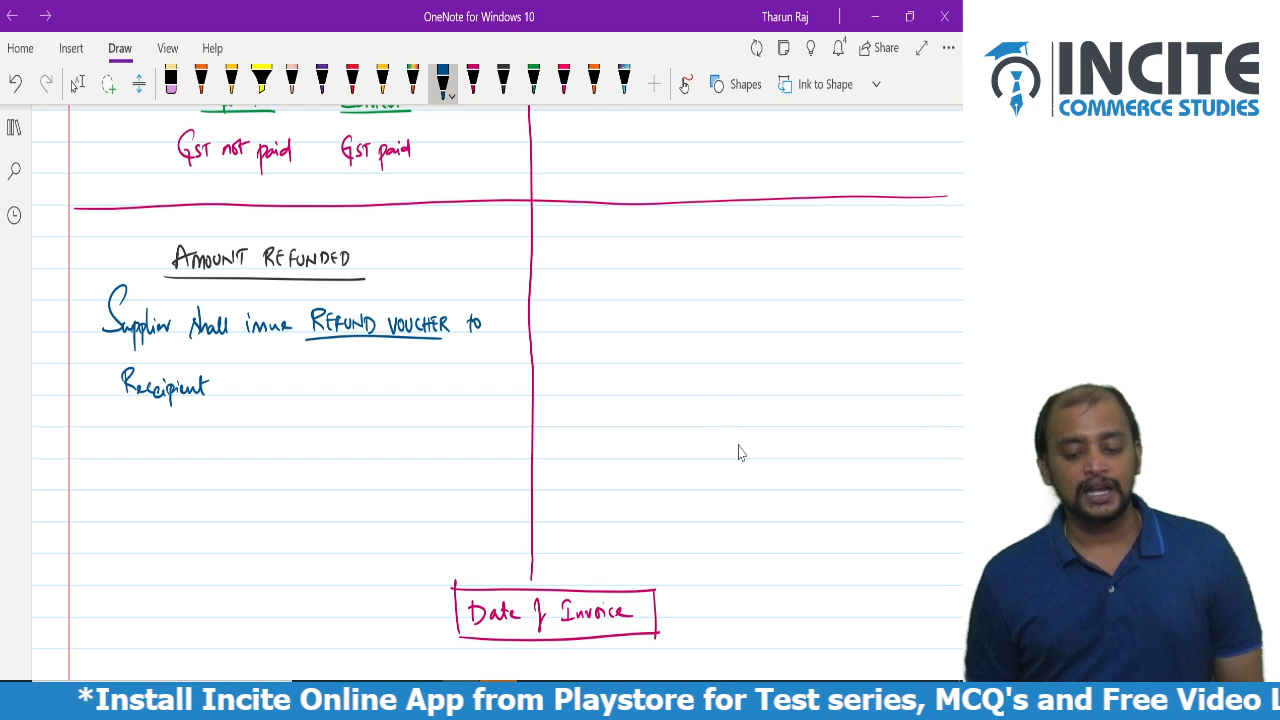 OneNote for Windows 10
Tharun Raj
Home Insert Draw View Help
4
Share
Shapes
Ink to Shape
INCITE
COMMERCE STUDIES
GST not paid GST paid
AMOUNT REFUNDED
Supplier shall issue REFUND VOUCHER to
Recipient
Date of Invoice
*Install Incite Online App from Playstore for Test series, MCQ's and Free Video L